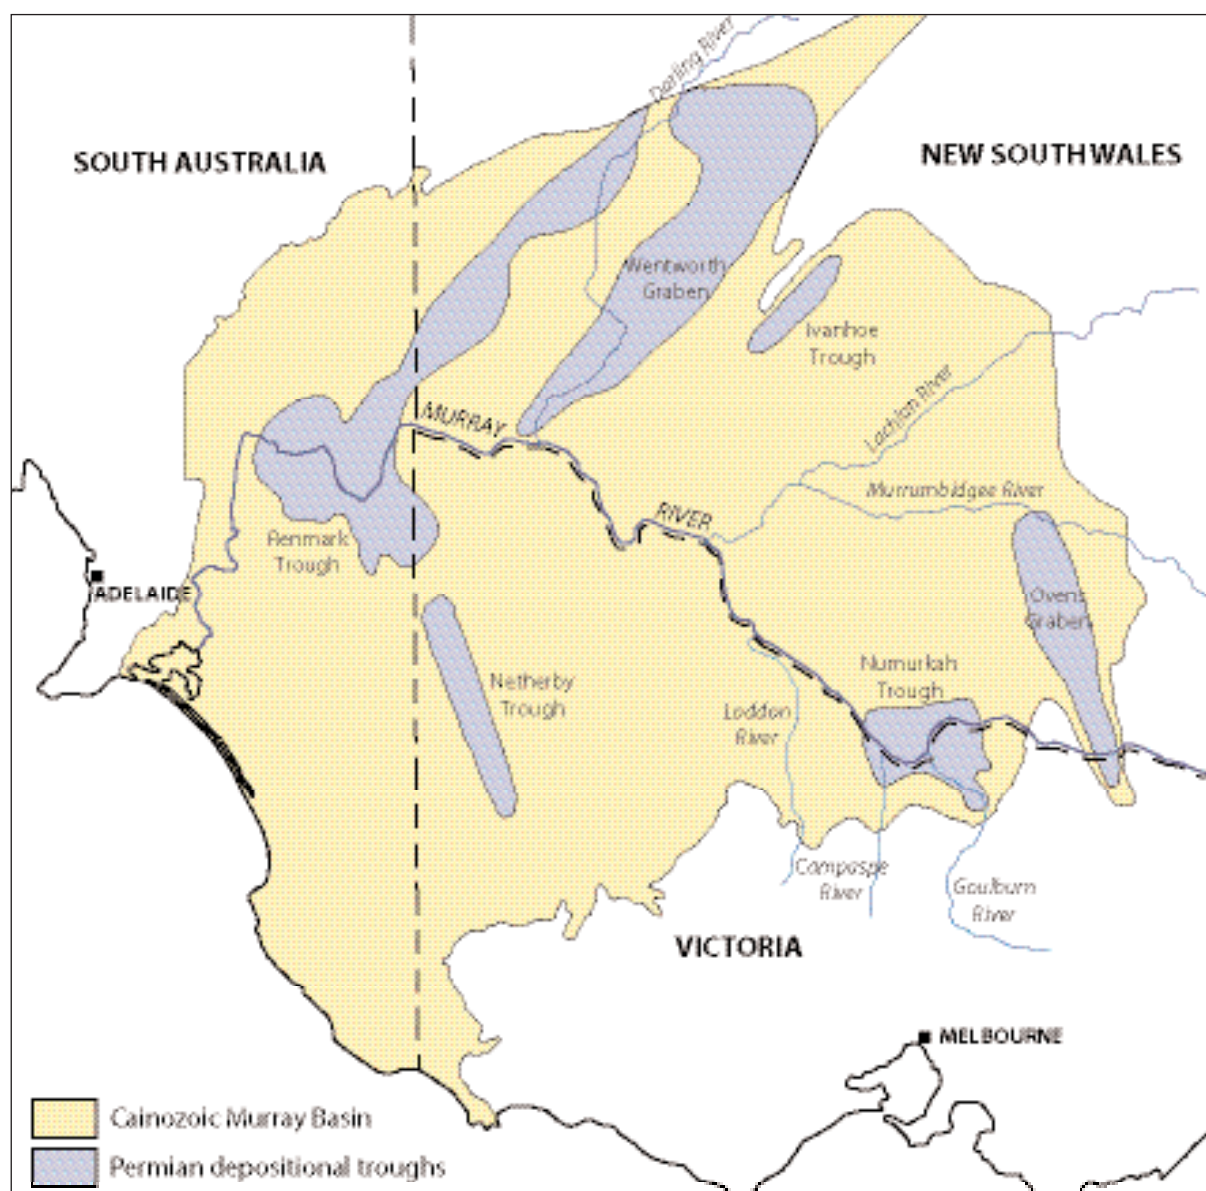 Darling River
SOUTH AUSTRALIA
NEW SOUTH WALES
Wentworth
Graben
Ivanhoe
Trough
Lachlan River
MURRAY
Murrumbidgee River
RIVER
Renmark
Trough
ADELAIDE
Ovens
Graben
Numurkah
Trough
Netherby
Trough
Loddon
River
Campaspe
River
Goulburn
River
VICTORIA
MELBOURNE
Cainozoic Murray Basin
Permian depositional troughs